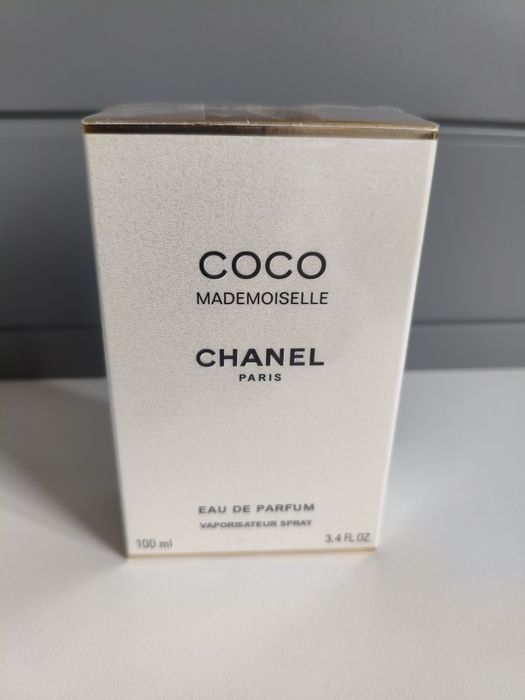 COCO
MADEMOISELLE
CHANEL
PARIS
EAU DE PARFUM
VAPORISATEUR SPRAY
100 ml 3.4 FL.OZ.